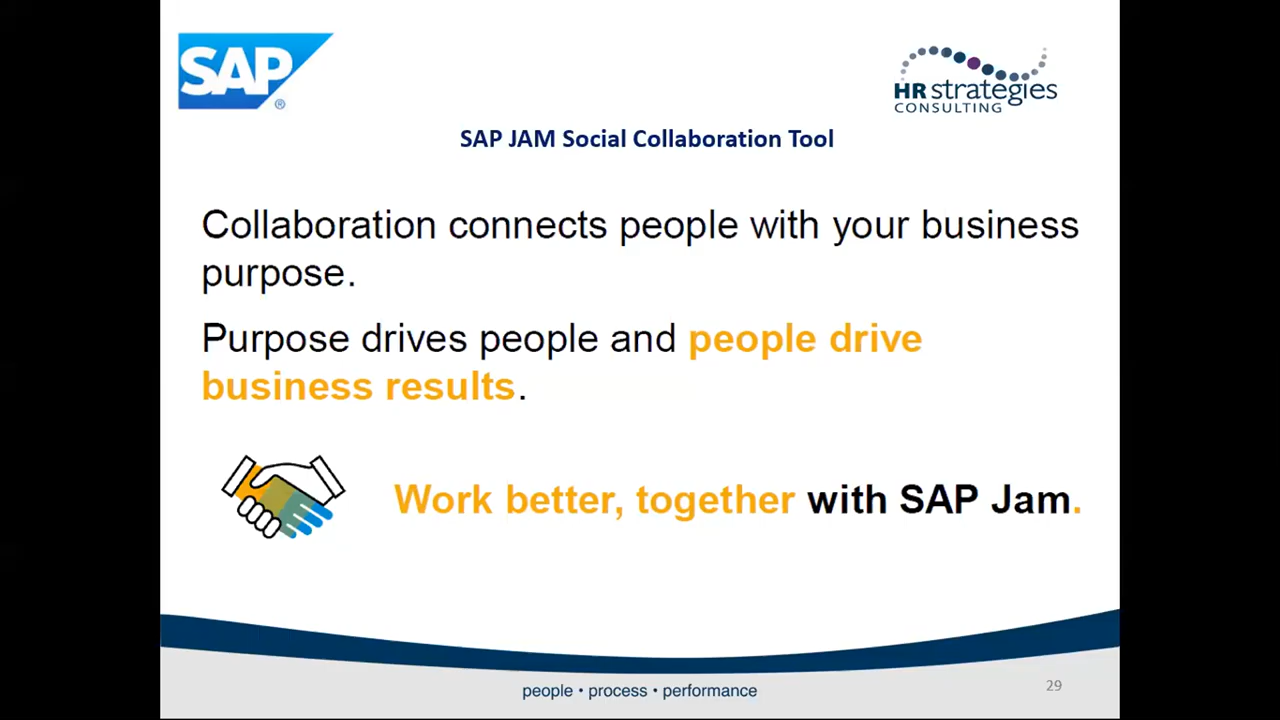 SAP
®
HR strategies
CONSULTING
SAP JAM Social Collaboration Tool
Collaboration connects people with your business
purpose.
Purpose drives people and people drive
business results.
Work better, together with SAP Jam.
people • process • performance
29